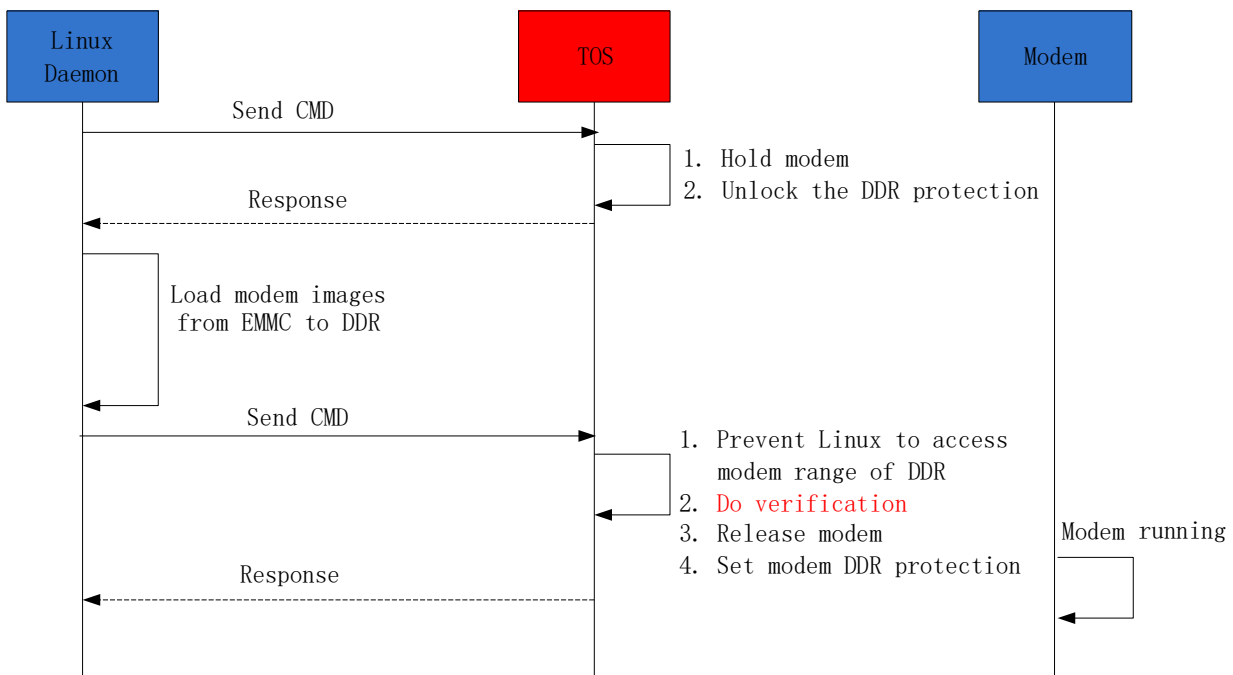 Linux
Daemon
TOS
Modem
Send CMD
1. Hold modem
2. Unlock the DDR protection
Response
Load modem images
from EMMC to DDR
Send CMD
1. Prevent Linux to access
modem range of DDR
2. Do verification
3. Release modem
4. Set modem DDR protection
Modem running
Response